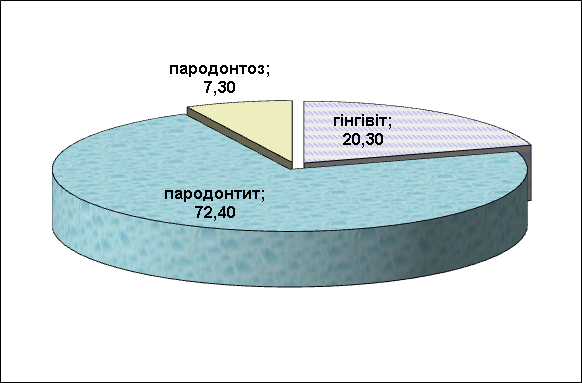 пародонтоз;
7,30
гінгівіт;
20,30
пародонтит;
72,40